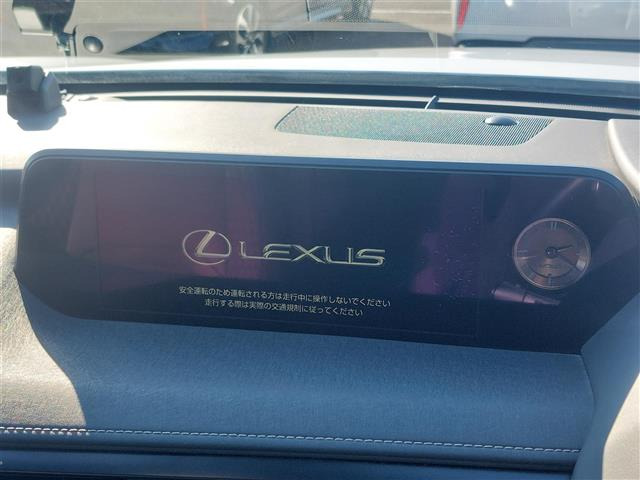 LEXUS
安全運転のため運転される方は走行中に操作しないでください
走行する際は実際の交通規制に従ってください